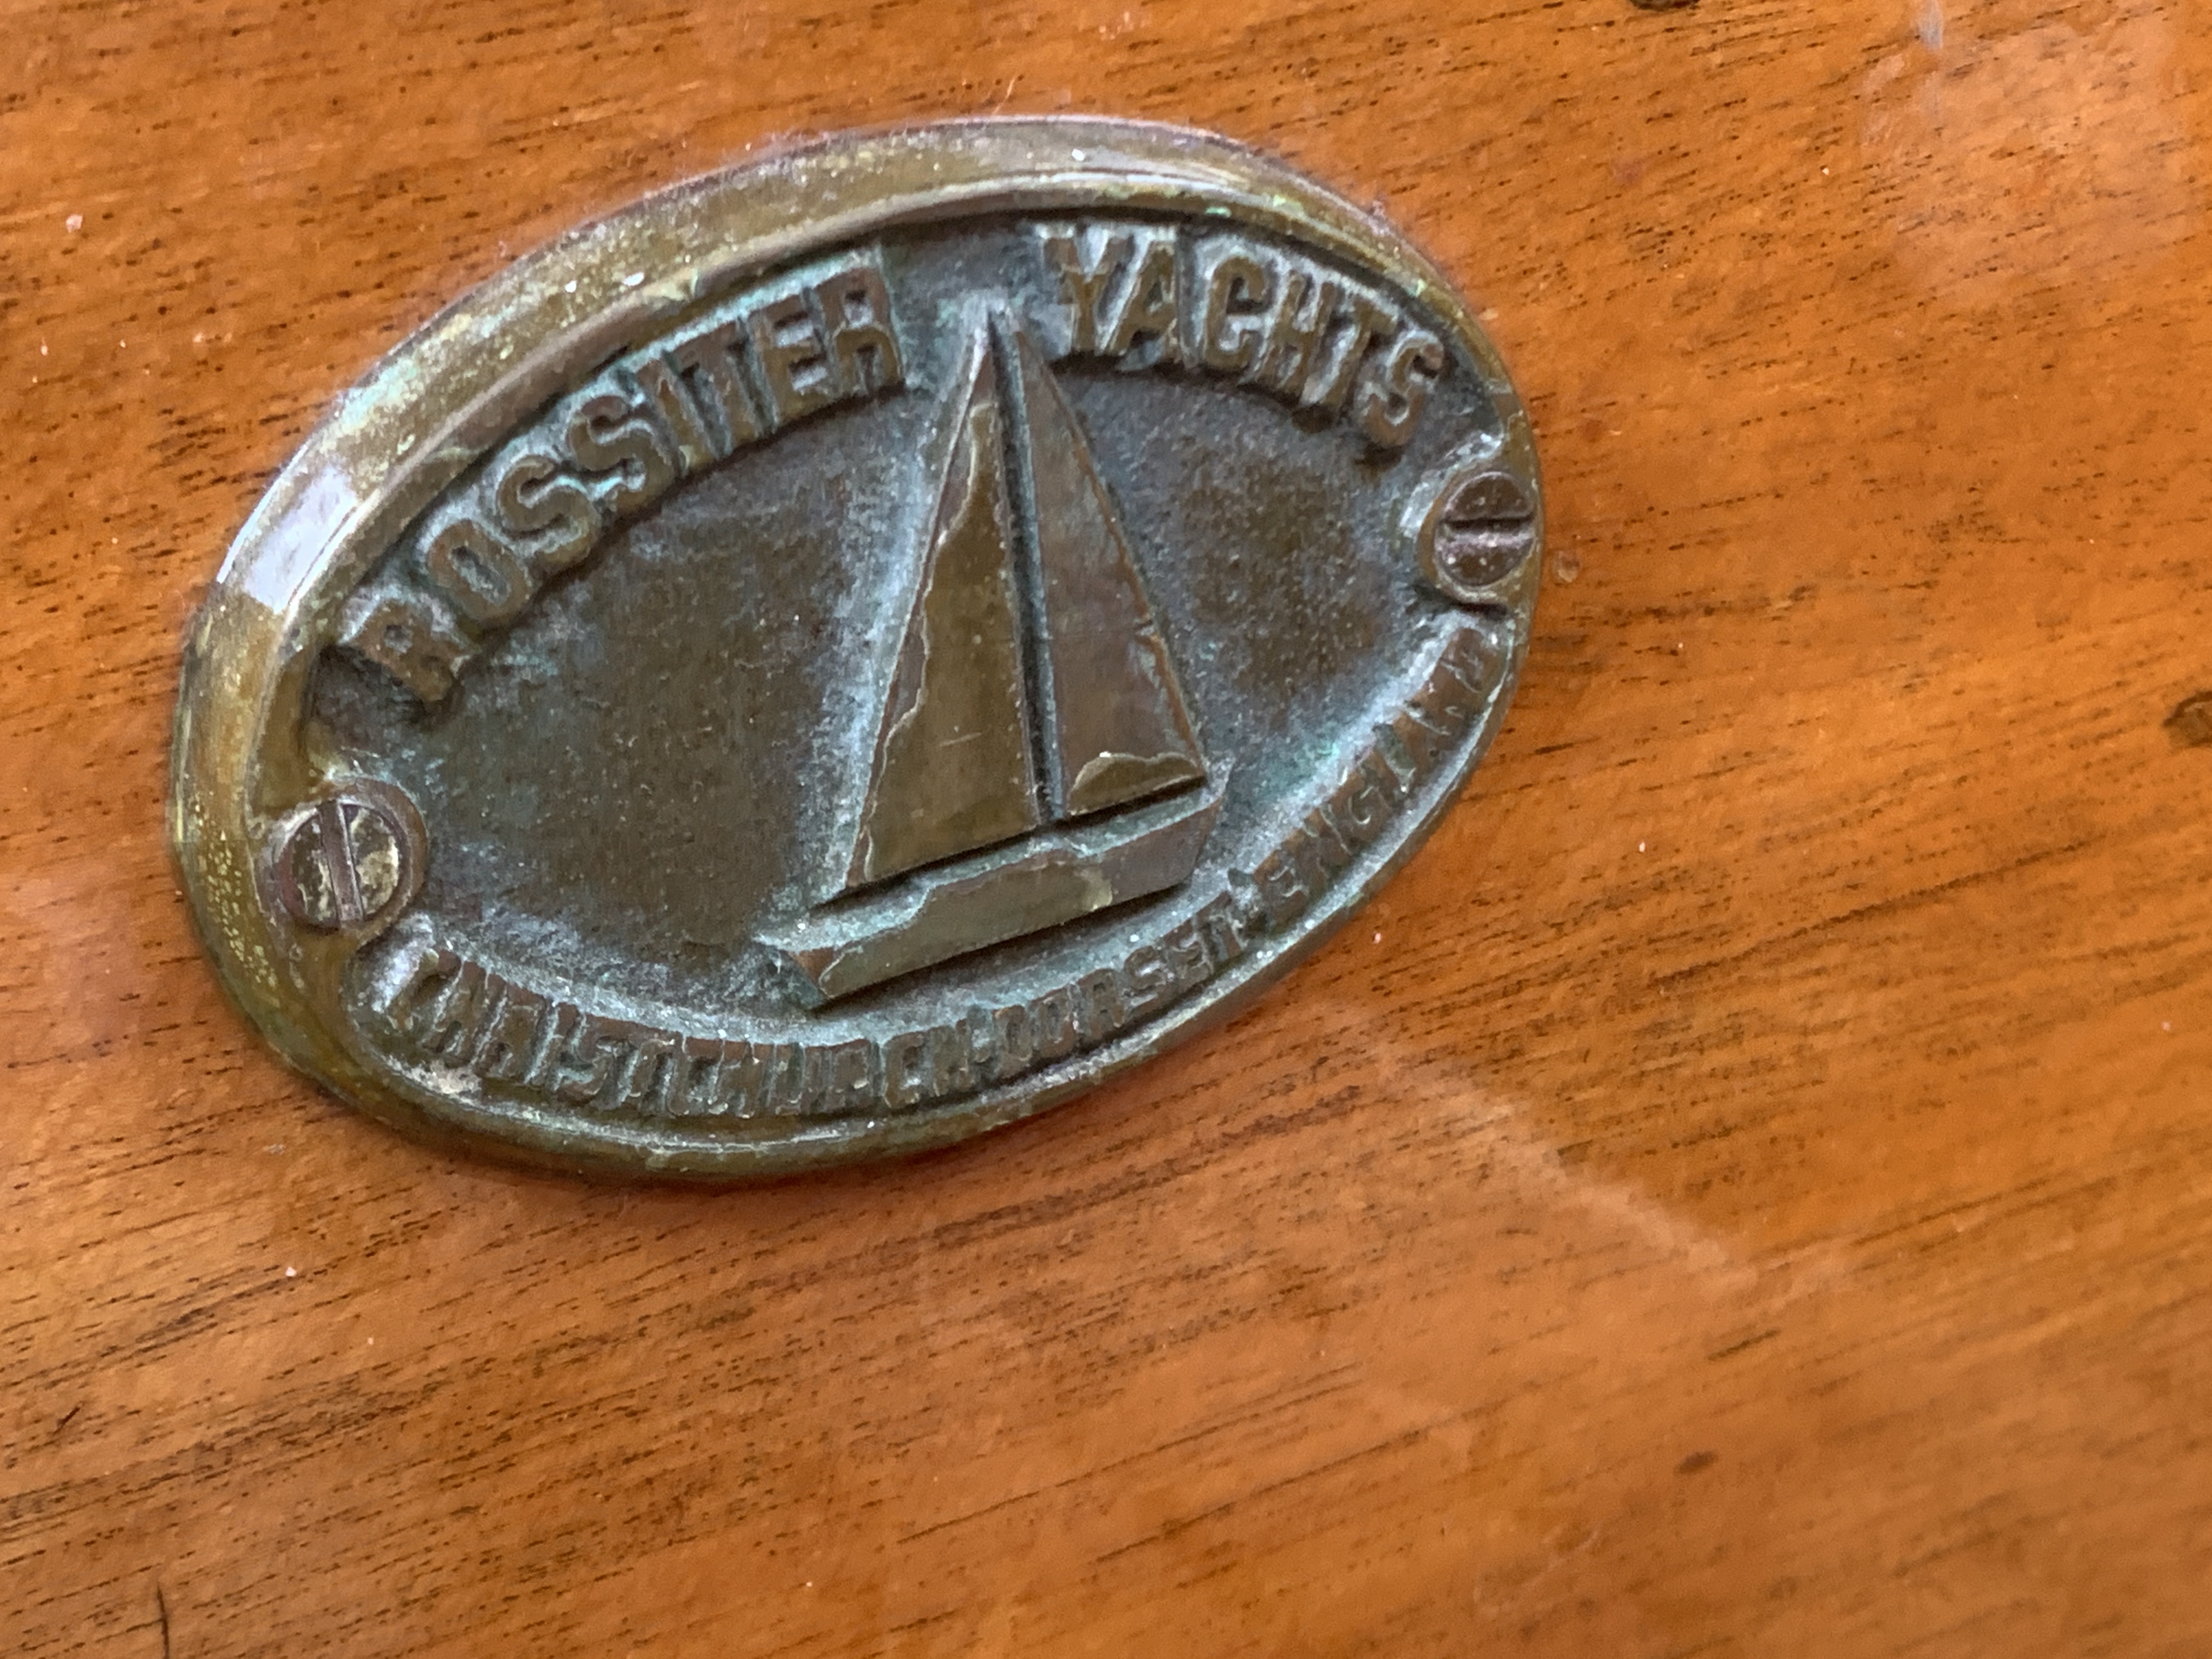 ROSSITER YACHTS
CHRISTCHURCH·DORSET·ENGLAND